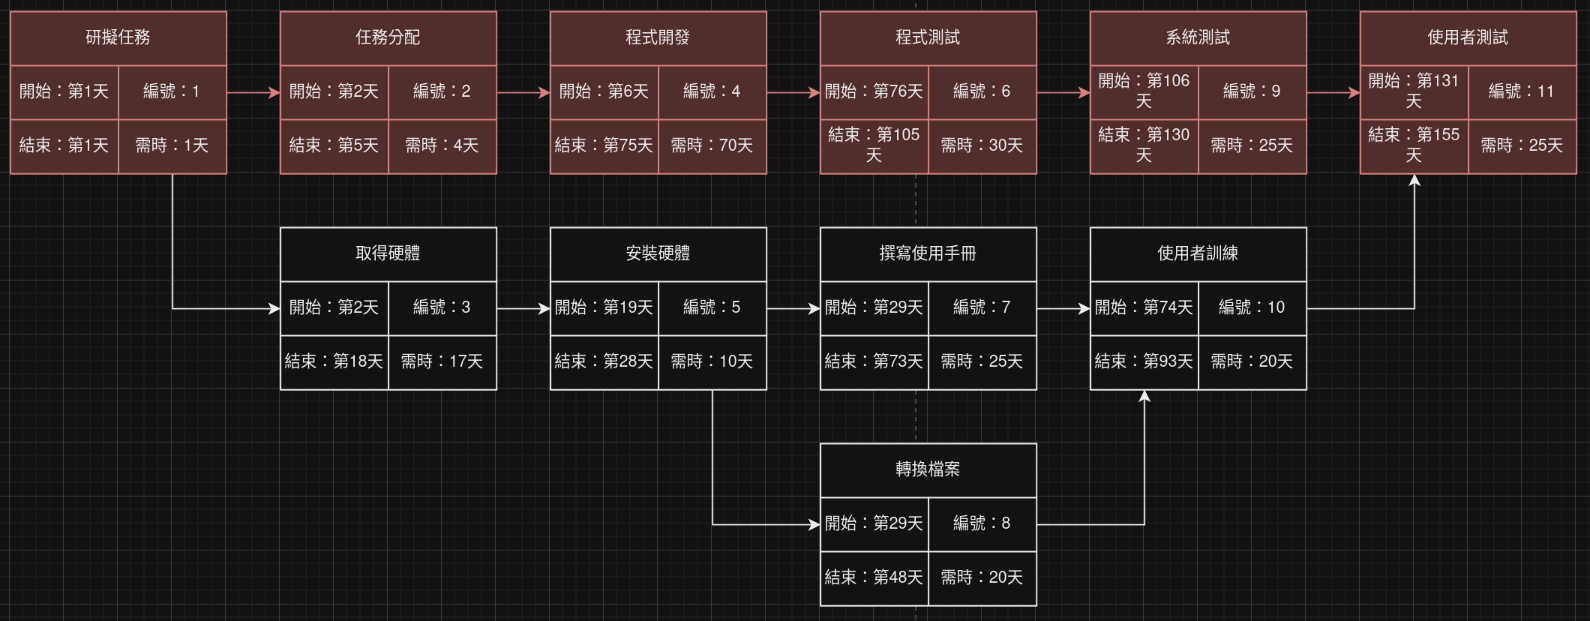 研擬任務
開始：第1天
編號：1
結束：第1天
需時：1天
任務分配
開始：第2天
編號：2
結束：第5天
需時：4天
程式開發
開始：第6天
編號：4
結束：第75天
需時：70天
程式測試
開始：第76天
編號：6
結束：第105
天
需時：30天
系統測試
開始：第106
天
編號：9
結束：第130
天
需時：25天
使用者測試
開始：第131
天
編號：11
結束：第155
天
需時：25天
取得硬體
開始：第2天
編號：3
結束：第18天
需時：17天
安裝硬體
開始：第19天
編號：5
結束：第28天
需時：10天
撰寫使用手冊
開始：第29天
編號：7
結束：第73天
需時：25天
使用者訓練
開始：第74天
編號：10
結束：第93天
需時：20天
轉換檔案
開始：第29天
編號：8
結束：第48天
需時：20天